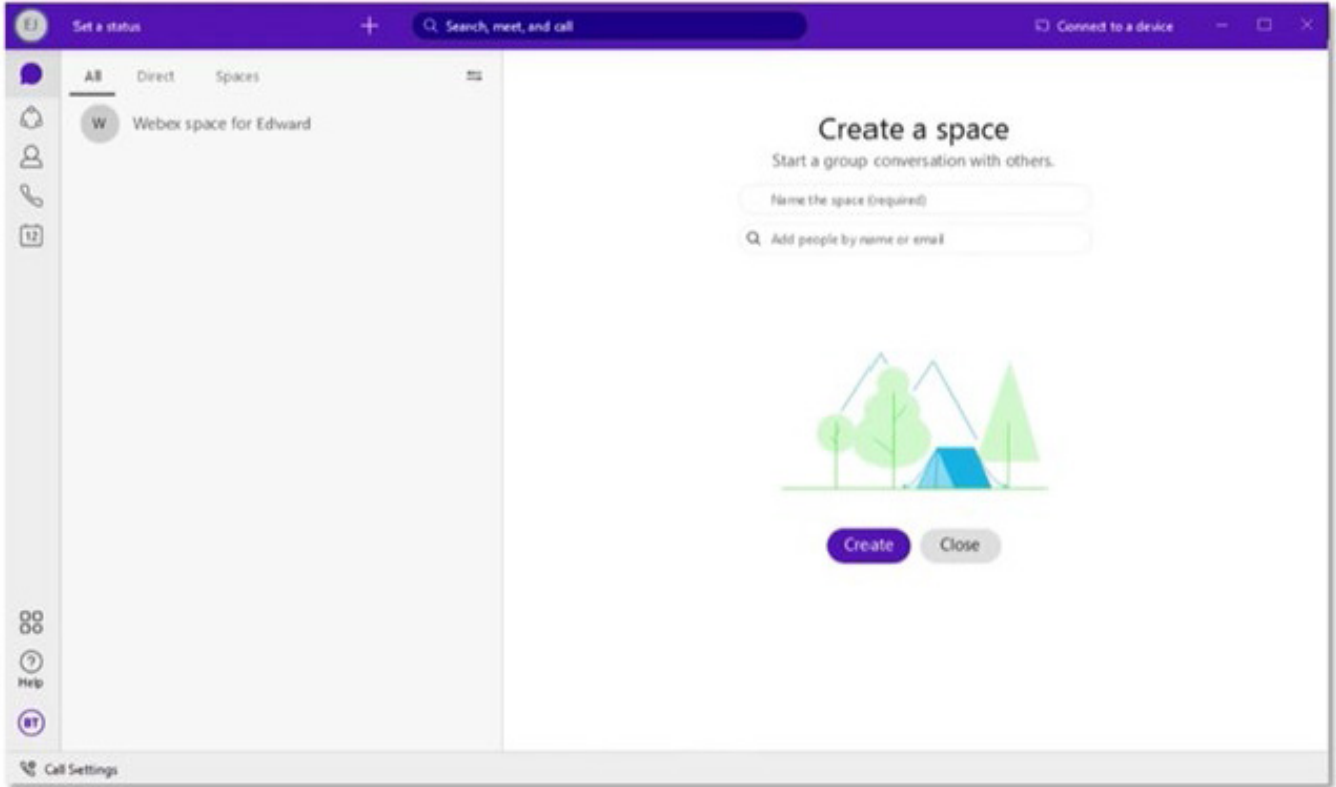 EJ Set a status + Search, meet, and call Connect to a device
All Direct Spaces
W Webex space for Edward
Create a space
Start a group conversation with others.
Name the space (required)
Add people by name or email
12
Create Close
Help
BT
Call Settings